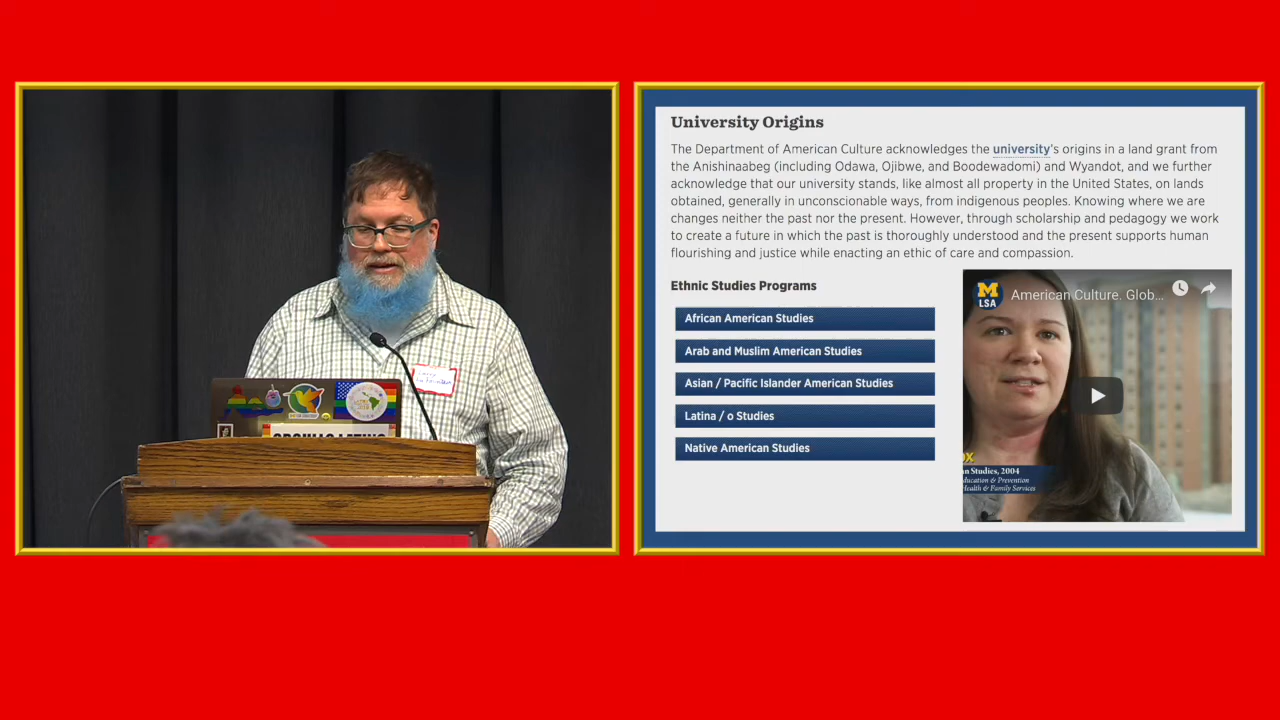 ORGULLO LATINO
University Origins
The Department of American Culture acknowledges the university's origins in a land grant from
the Anishinaabeg (including Odawa, Ojibwe, and Boodewadomi) and Wyandot, and we further
acknowledge that our university stands, like almost all property in the United States, on lands
obtained, generally in unconscionable ways, from indigenous peoples. Knowing where we are
changes neither the past nor the present. However, through scholarship and pedagogy we work
to create a future in which the past is thoroughly understood and the present supports human
flourishing and justice while enacting an ethic of care and compassion.
Ethnic Studies Programs
African American Studies
Arab and Muslim American Studies
Asian / Pacific Islander American Studies
Latina / o Studies
Native American Studies
M
LSA
American Culture. Glob...
OX
an Studies, 2004
ducation & Prevention
Health & Family Services